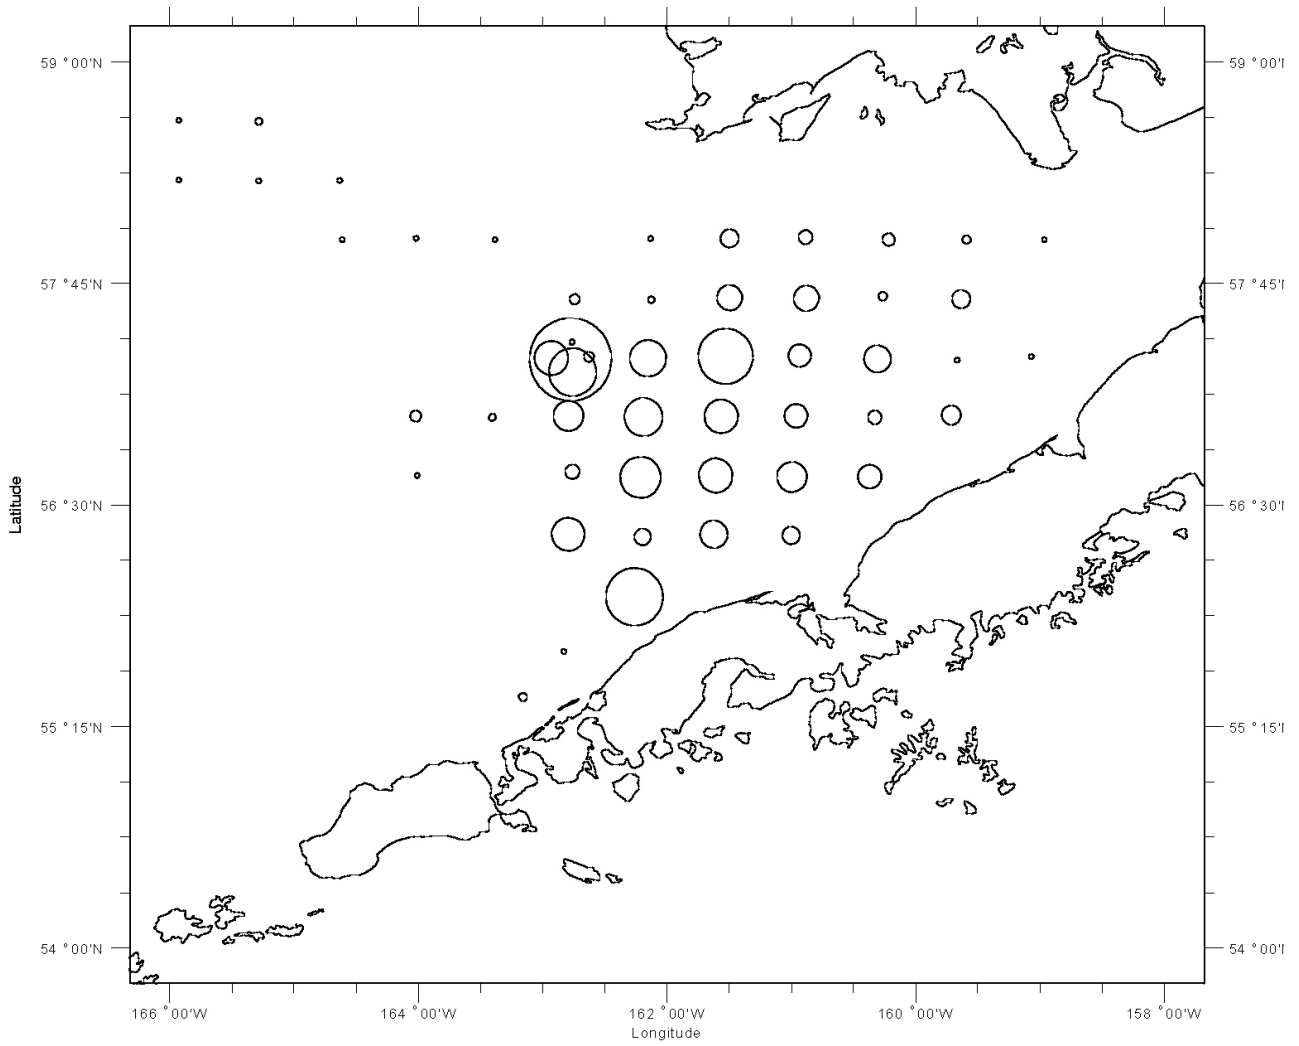 59 °00'N
59 °00'I
57 °45'N
57 °45'I
56 °30'N
56 °30'I
Latitude
55 °15'N
55 °15'I
54 °00'N
54 °00'I
166 °00'W
164 °00'W
162 °00'W
160 °00'W
158 °00'W
Longitude